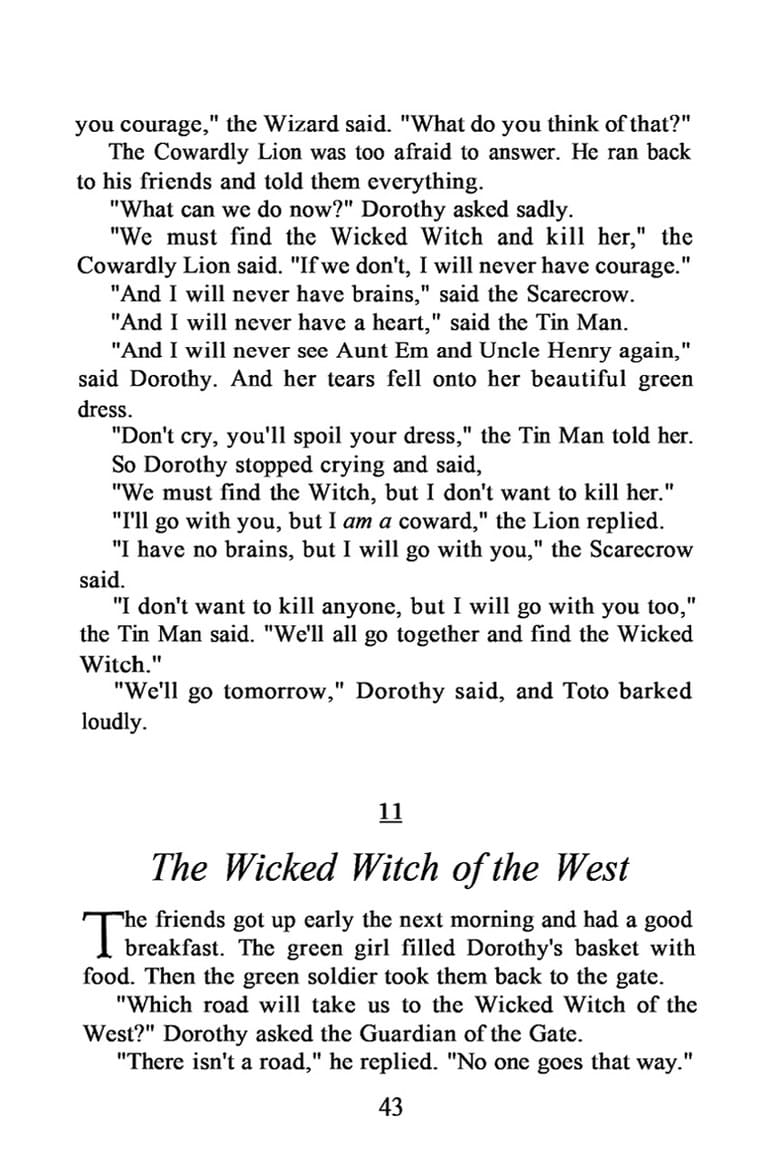 you courage," the Wizard said. "What do you think of that?"
The Cowardly Lion was too afraid to answer. He ran back
to his friends and told them everything.
"What can we do now?" Dorothy asked sadly.
"We must find the Wicked Witch and kill her," the
Cowardly Lion said. "If we don't, I will never have courage."
"And I will never have brains," said the Scarecrow.
"And I will never have a heart," said the Tin Man.
"And I will never see Aunt Em and Uncle Henry again,"
said Dorothy. And her tears fell onto her beautiful green
dress.
"Don't cry, you'll spoil your dress," the Tin Man told her.
So Dorothy stopped crying and said,
"We must find the Witch, but I don't want to kill her."
"I'll go with you, but I am a coward," the Lion replied.
"I have no brains, but I will go with you," the Scarecrow
said.
"I don't want to kill anyone, but I will go with you too,"
the Tin Man said. "We'll all go together and find the Wicked
Witch."
"We'll go tomorrow," Dorothy said, and Toto barked
loudly.
11
The Wicked Witch of the West
The friends got up early the next morning and had a good
breakfast. The green girl filled Dorothy's basket with
food. Then the green soldier took them back to the gate.
"Which road will take us to the Wicked Witch of the
West?" Dorothy asked the Guardian of the Gate.
"There isn't a road," he replied. "No one goes that way."
43